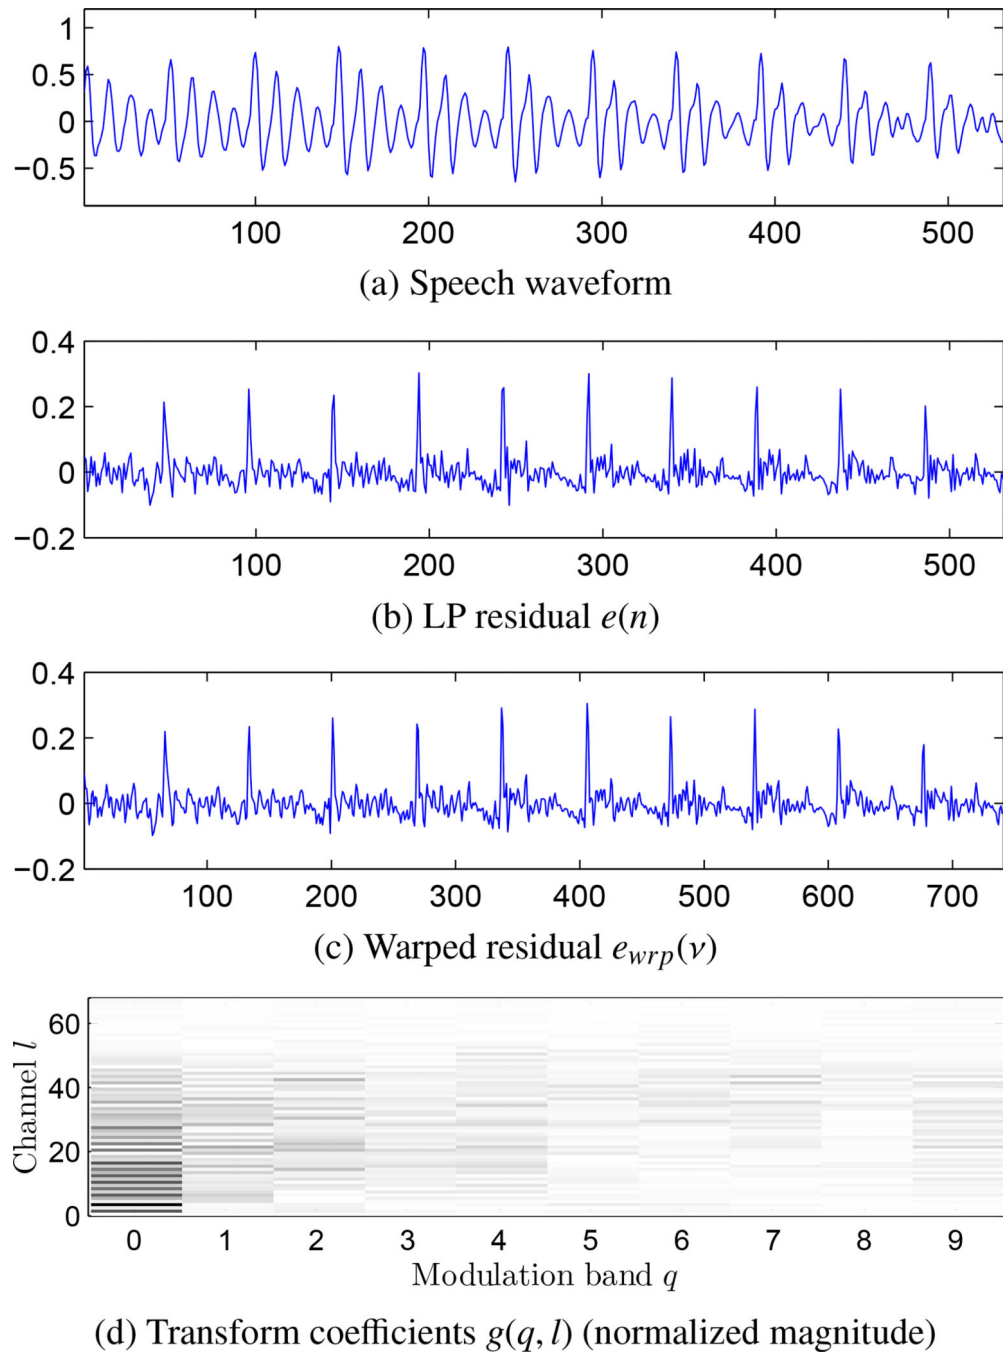 1
0.5
0
−0.5
100 200 300 400 500
(a) Speech waveform
0.4
0.2
0
−0.2
100 200 300 400 500
(b) LP residual e(n)
0.4
0.2
0
−0.2
100 200 300 400 500 600 700
(c) Warped residual e_wrp(ν)
Channel l
60
40
20
0
0 1 2 3 4 5 6 7 8 9
Modulation band q
(d) Transform coefficients g(q, l) (normalized magnitude)